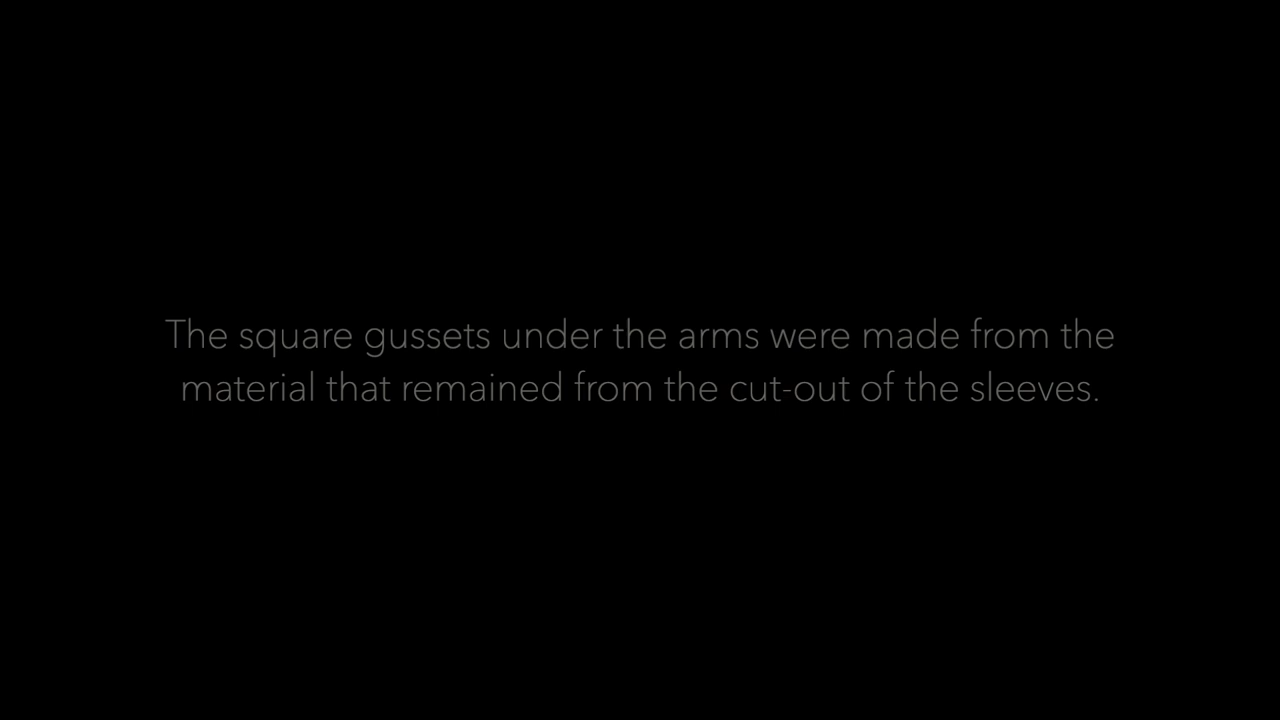 The square gussets under the arms were made from the
material that remained from the cut-out of the sleeves.